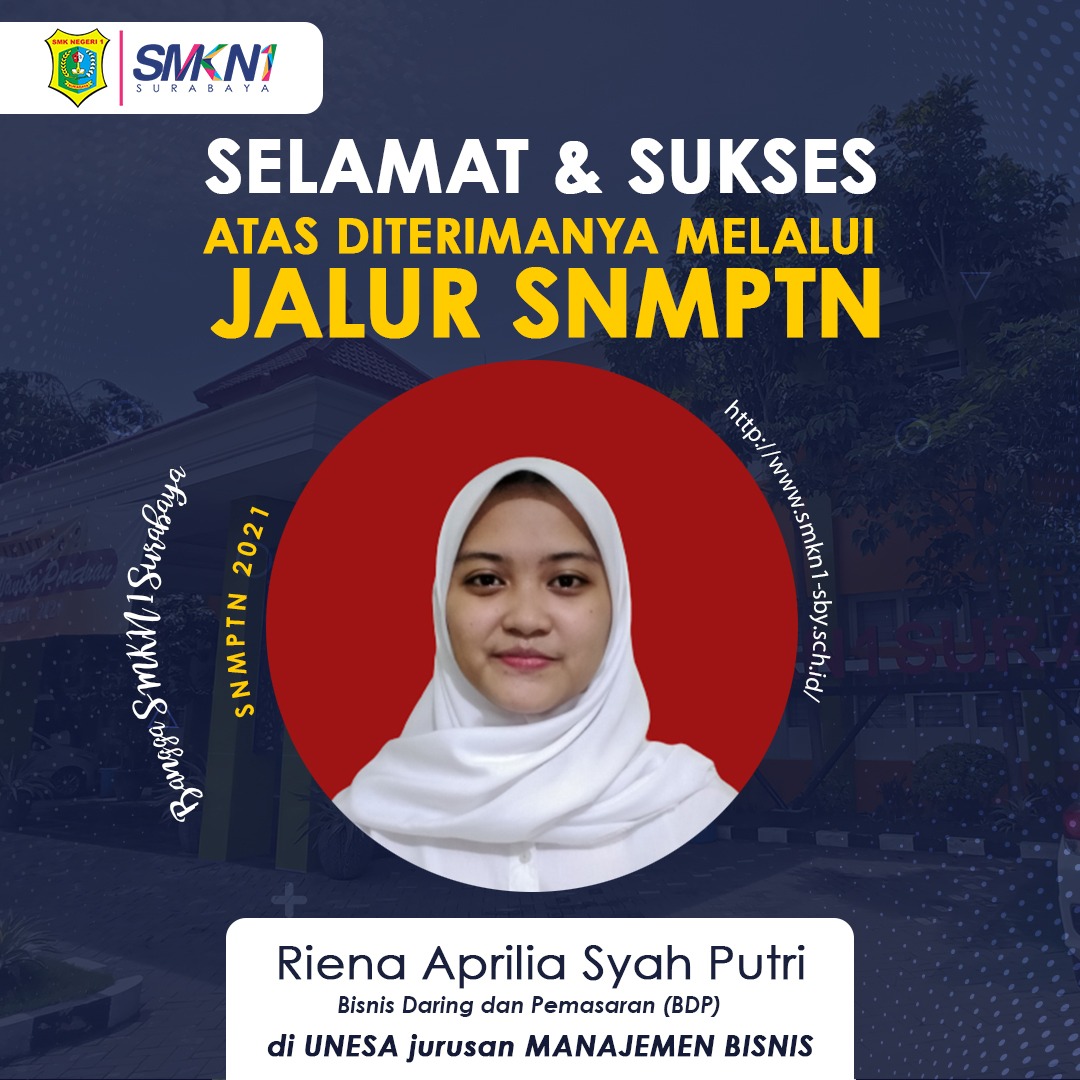 SMK NEGERI 1
SMKN1
SURABAYA
SELAMAT & SUKSES
ATAS DITERIMANYA MELALUI
JALUR SNMPTN
Bangga SMKN 1 Surabaya
SNMPTN 2021
http://www.smkn1-sby.sch.id/
Riena Aprilia Syah Putri
Bisnis Daring dan Pemasaran (BDP)
di UNESA jurusan MANAJEMEN BISNIS